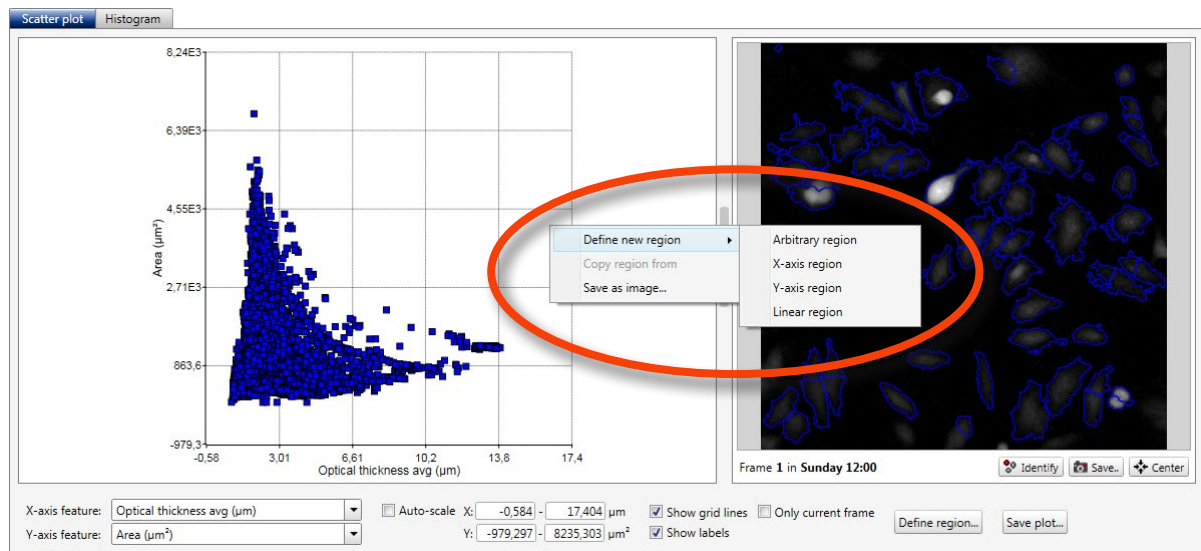 Scatter plot Histogram
8,24E3
6,39E3
4,55E3
2,71E3
863,6
-979,3
Area (µm²)
-0,58 3,01 6,61 10,2 13,8 17,4
Optical thickness avg (µm)
Define new region
Copy region from
Save as image...
Arbitrary region
X-axis region
Y-axis region
Linear region
Frame 1 in Sunday 12:00 Identify Save.. Center
X-axis feature: Optical thickness avg (µm) Auto-scale X: -0,584 - 17,404 µm Show grid lines Only current frame
Y-axis feature: Area (µm²) Y: -979,297 - 8235,303 µm² Show labels
Define region... Save plot...